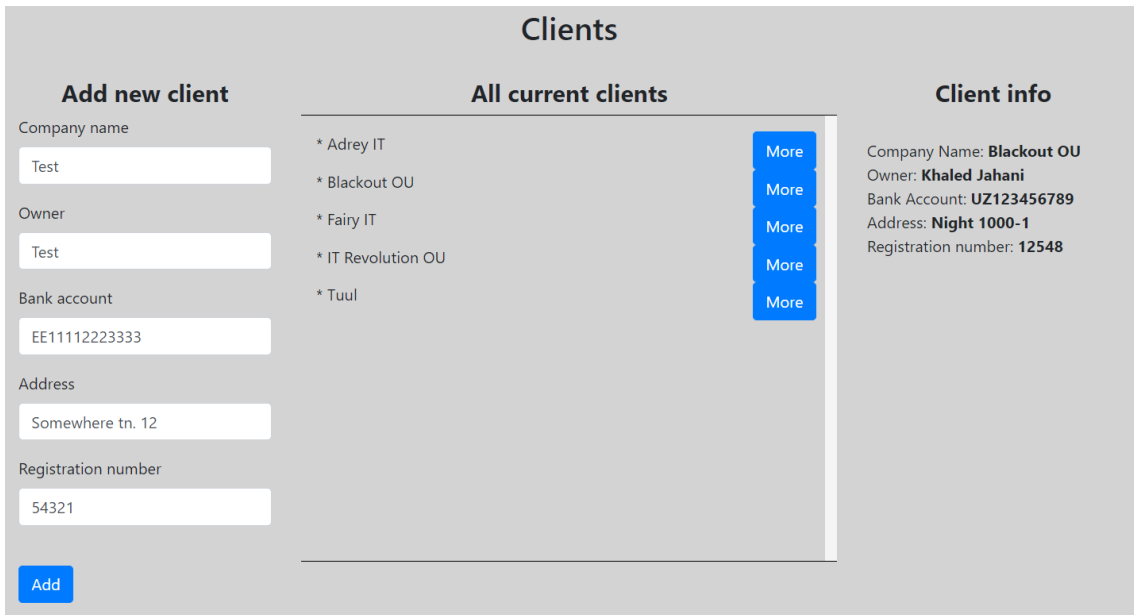 Clients
Add new client
Company name
Test
Owner
Test
Bank account
EE11112223333
Address
Somewhere tn. 12
Registration number
54321
Add
All current clients
* Adrey IT More
* Blackout OU More
* Fairy IT More
* IT Revolution OU More
* Tuul More
Client info
Company Name: Blackout OU
Owner: Khaled Jahani
Bank Account: UZ123456789
Address: Night 1000-1
Registration number: 12548